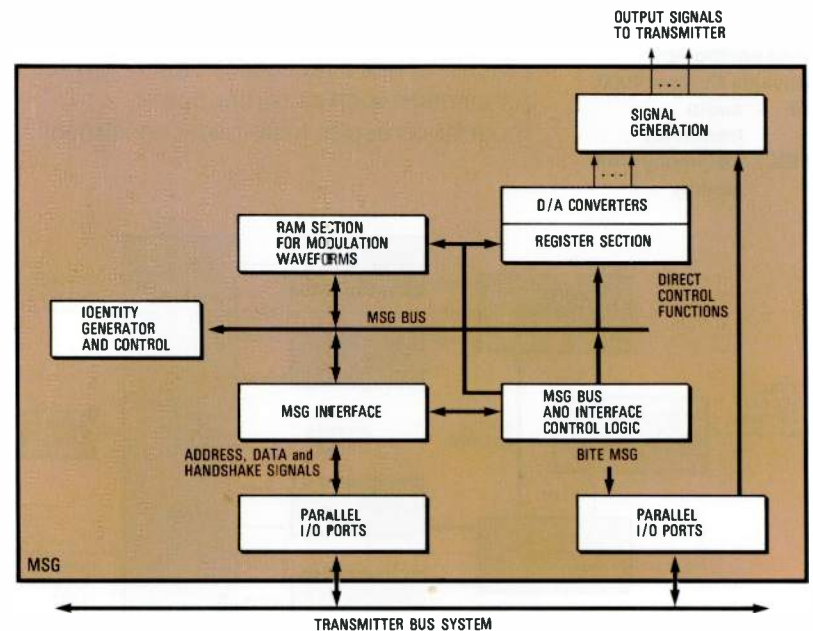 OUTPUT SIGNALS
TO TRANSMITTER
...
SIGNAL
GENERATION
...
D/A CONVERTERS
REGISTER SECTION
RAM SECTION
FOR MODULATION
WAVEFORMS
DIRECT
CONTROL
FUNCTIONS
IDENTITY
GENERATOR
AND CONTROL
MSG BUS
MSG INTERFACE
MSG BUS
AND INTERFACE
CONTROL LOGIC
ADDRESS, DATA and
HANDSHAKE SIGNALS
BITE MSG
PARALLEL
I/O PORTS
PARALLEL
I/O PORTS
MSG
TRANSMITTER BUS SYSTEM